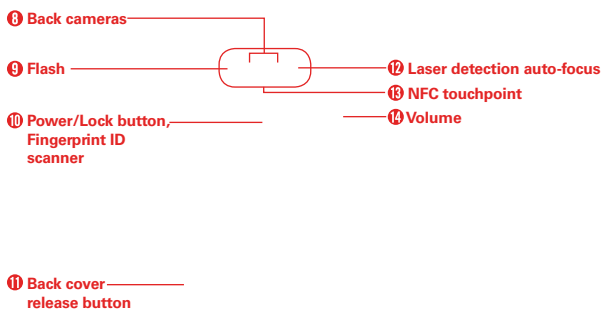 8 Back cameras
9 Flash
10 Power/Lock button,
Fingerprint ID
scanner
11 Back cover
release button
12 Laser detection auto-focus
13 NFC touchpoint
14 Volume